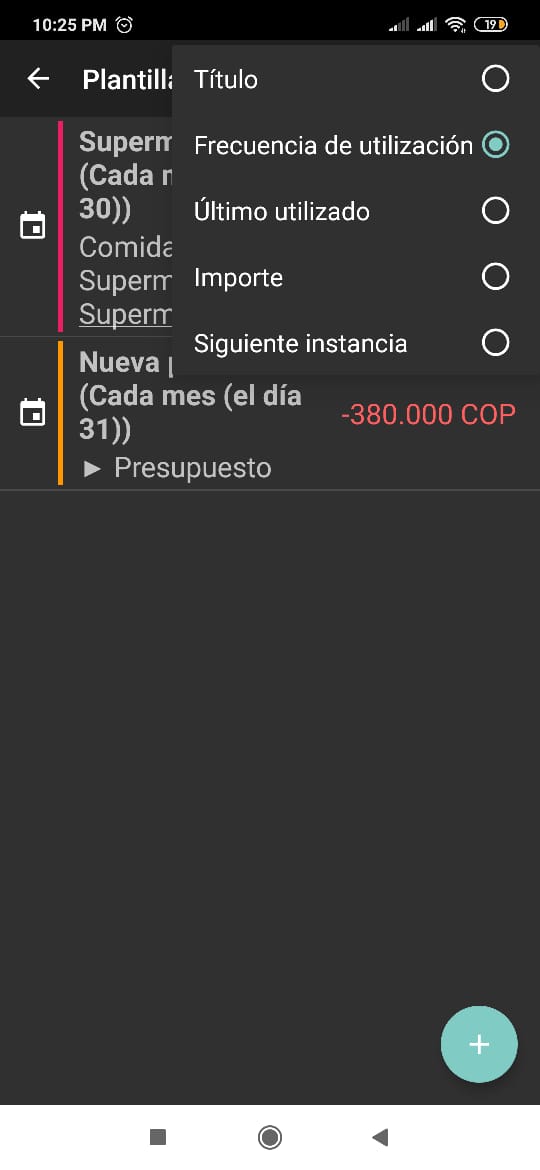 10:25 PM
19
Plantilla
Título
Frecuencia de utilización
Último utilizado
Importe
Siguiente instancia
Superm
(Cada m
30))
Comida
Superm
Superm
Nueva p
(Cada mes (el día
31))
-380.000 COP
► Presupuesto
+